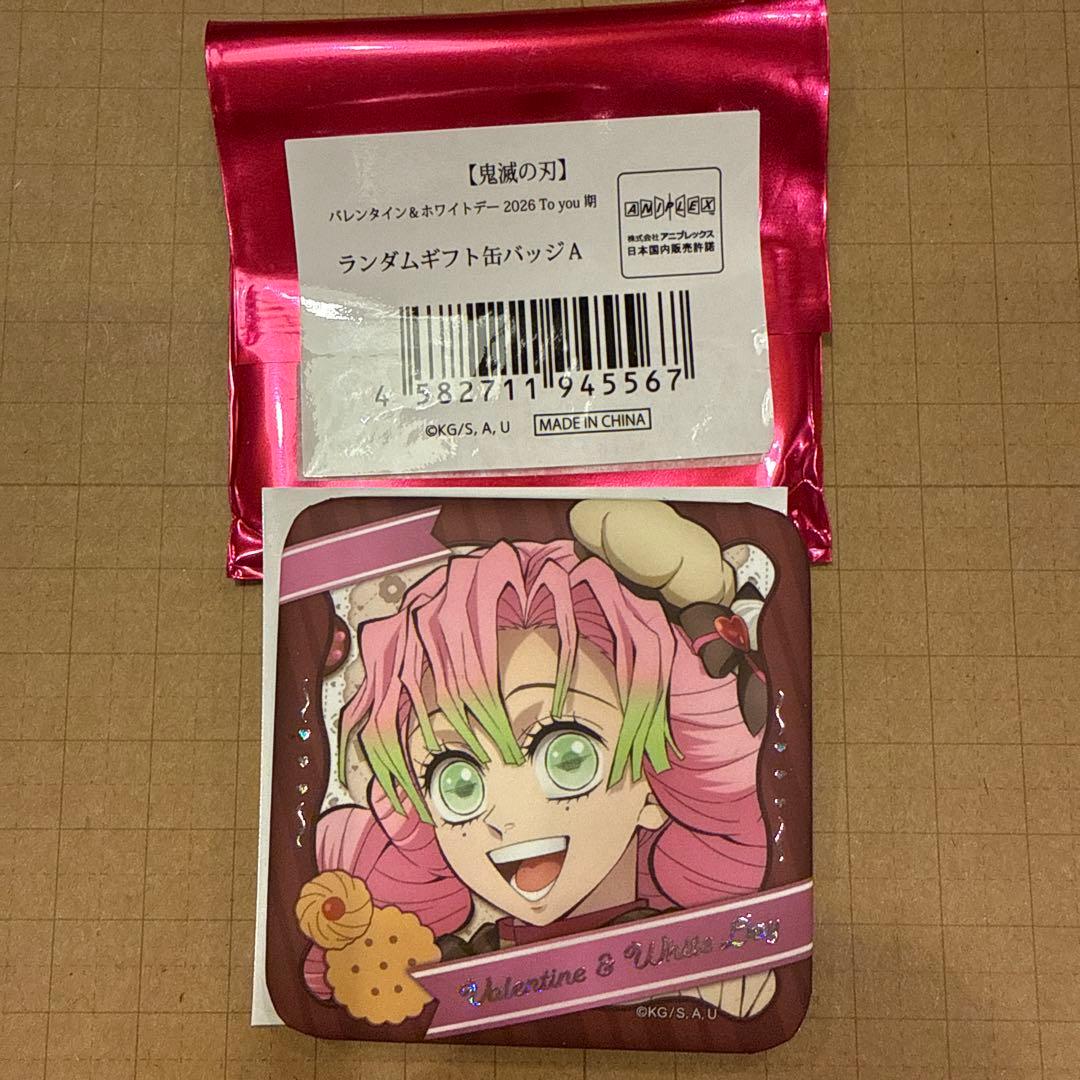 【鬼滅の刃】
バレンタイン＆ホワイトデー 2026 To you 期
ランダムギフト缶バッジA
ANIPLEX
株式会社アニプレックス
日本国内販売許諾
4 582711 945567
©KG/S, A, U
MADE IN CHINA
Valentine & White Day
©KG/S, A, U